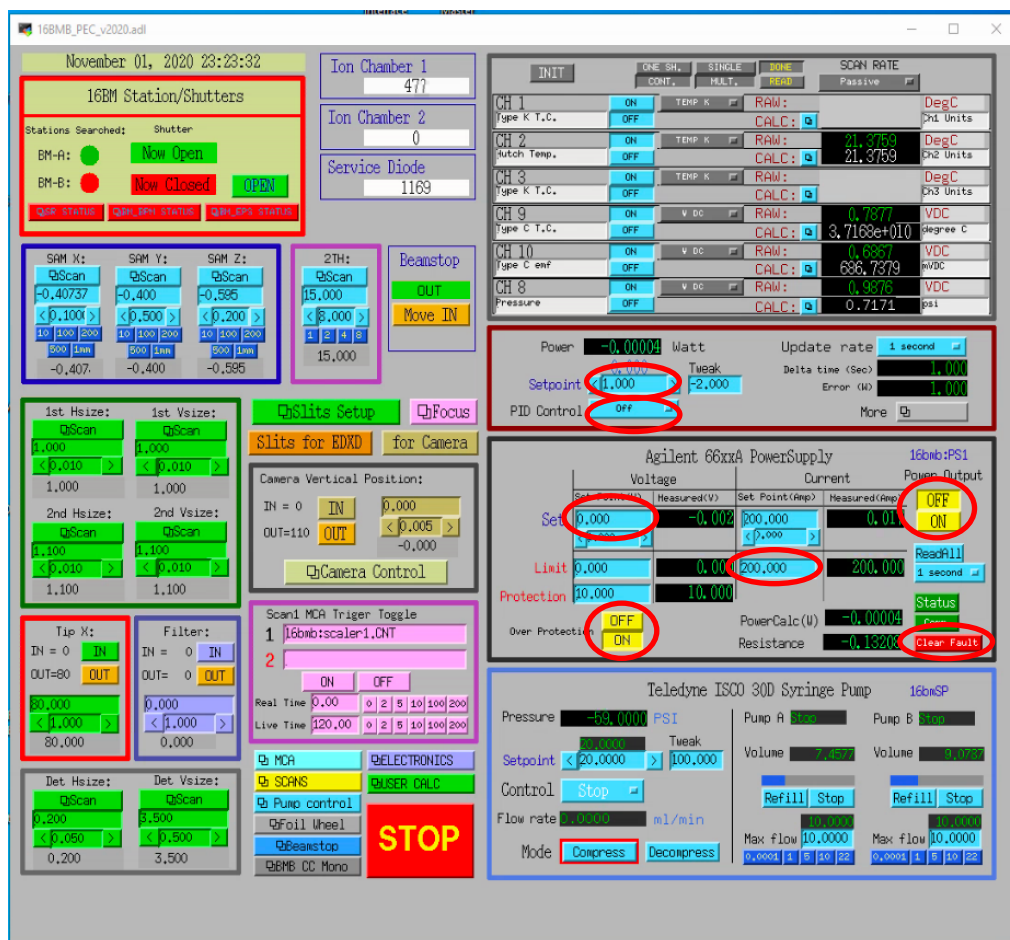 16BMB_PEC_v2020.adl
November 01, 2020 23:23:32
16BM Station/Shutters
Stations Searched: Shutter
BM-A: Now Open
BM-B: Now Closed OPEN
SR STATUS BM_BPM STATUS BM_EPS STATUS
Ion Chamber 1
477
Ion Chamber 2
0
Service Diode
1169
INIT ONE SH. SINGLE DONE SCAN RATE
CONT. MULT. READ Passive
CH 1 ON TEMP K RAW: DegC
Type K T.C. OFF CALC: Ch1 Units
CH 2 ON TEMP K RAW: 21.3759 DegC
Hutch Temp. OFF CALC: 21.3759 Ch2 Units
CH 3 ON TEMP K RAW: DegC
Type K T.C. OFF CALC: Ch3 Units
CH 9 ON V DC RAW: 0.7877 VDC
Type C T.C. OFF CALC: 3.7168e+010 degree C
CH 10 ON V DC RAW: 0.6867 VDC
Type C emf OFF CALC: 686.7379 mVDC
CH 8 ON V DC RAW: 0.9876 VDC
Pressure OFF CALC: 0.7171 psi
SAM X: SAM Y: SAM Z:
Scan Scan Scan
-0.40737 -0.400 -0.595
< 0.100 > < 0.500 > < 0.200 >
10 100 200 10 100 200 10 100 200
500 1mm 500 1mm 500 1mm
-0.407 -0.400 -0.595
2TH:
Scan
15.000
< 8.000 >
1 2 4 8
15.000
Beamstop
OUT
Move IN
Power -0.00004 Watt Update rate 1 second
0.000 Tweak Delta time (Sec) 1.000
Setpoint < 1.000 > -2.000 Error (W) 1.000
PID Control Off More
1st Hsize: 1st Vsize:
Scan Scan
1.000 1.000
< 0.010 > < 0.010 >
1.000 1.000
2nd Hsize: 2nd Vsize:
Scan Scan
1.100 1.100
< 0.010 > < 0.010 >
1.100 1.100
Slits Setup Focus
Slits for EDXD for Camera
Camera Vertical Position:
IN = 0 IN 0.000
OUT=110 OUT < 0.005 >
-0.000
Camera Control
Agilent 66xxA PowerSupply 16bmb:PS1
Voltage Current Power Output
Set Point(V) Measured(V) Set Point(Amp) Measured(Amp) OFF
Set 0.000 -0.002 200.000 0.017 ON
ReadAll
Limit 0.000 0.000 200.000 200.000 1 second
Protection 10.000 10.000
Status
Over Protection OFF PowerCalc(W) -0.00004
ON Resistance -0.13208 Clear Fault
Scan1 MCA Triger Toggle
1 16bmb:scaler1.CNT
2
ON OFF
Real Time 0.00 0 2 5 10 100 200
Live Time 120.00 0 2 5 10 100 200
Tip X: Filter:
IN = 0 IN IN = 0 IN
OUT=80 OUT OUT= 0 OUT
80.000 0.000
< 1.000 > < 1.000 >
80.000 0.000
Det Hsize: Det Vsize:
Scan Scan
0.200 3.500
< 0.050 > < 0.500 >
0.200 3.500
MCA ELECTRONICS
SCANS USER CALC
Pump control
Foil Wheel
Beamstop
BMB CC Mono
STOP
Teledyne ISCO 30D Syringe Pump 16bmSP
Pressure -59.0000 PSI Pump A Stop Pump B Stop
20.0000 Tweak
Setpoint < 20.0000 > 100.000 Volume 7.4577 Volume 9.0787
Control Stop Refill Stop Refill Stop
Flow rate 0.0000 ml/min 10.0000 10.0000
Max flow 10.0000 Max flow 10.0000
Mode Compress Decompress 0.0001 1 5 10 22 0.0001 1 5 10 22